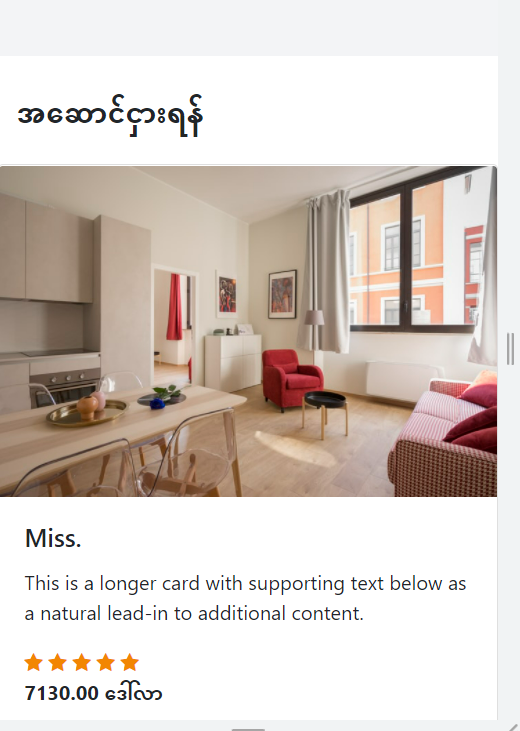 အဆောင်ငှားရန်
Miss.
This is a longer card with supporting text below as
a natural lead-in to additional content.
7130.00 ဒေါ်လာ